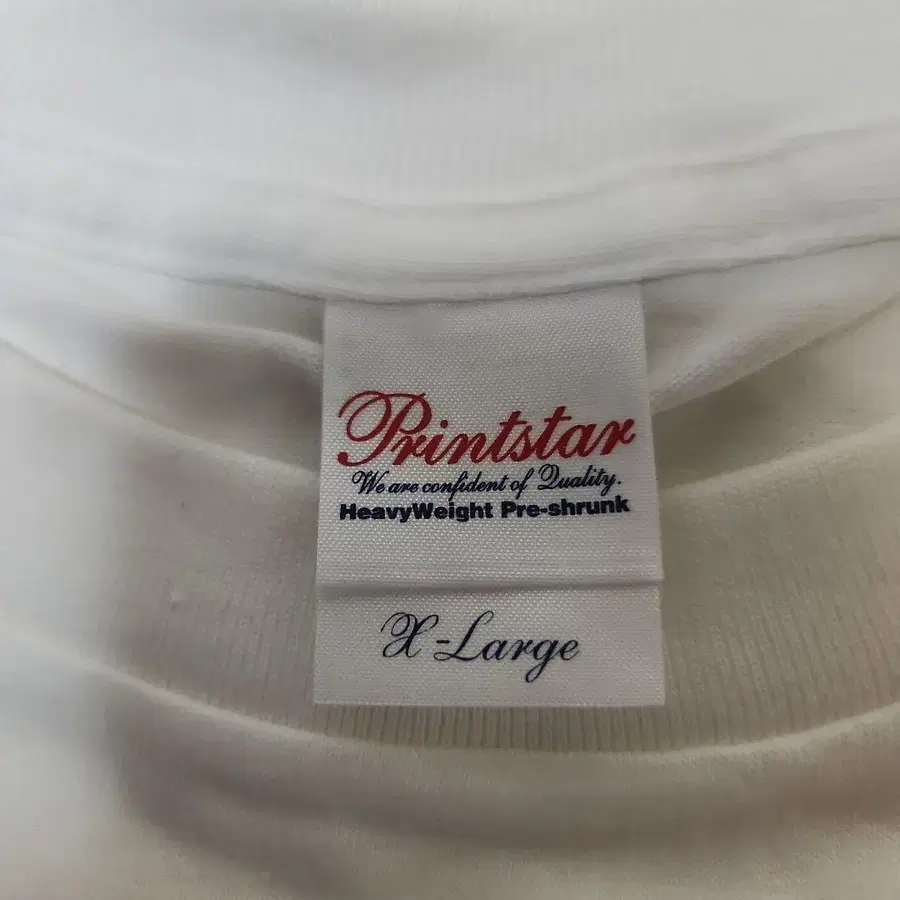 Printstar
We are confident of Quality.
HeavyWeight Pre-shrunk
X-Large